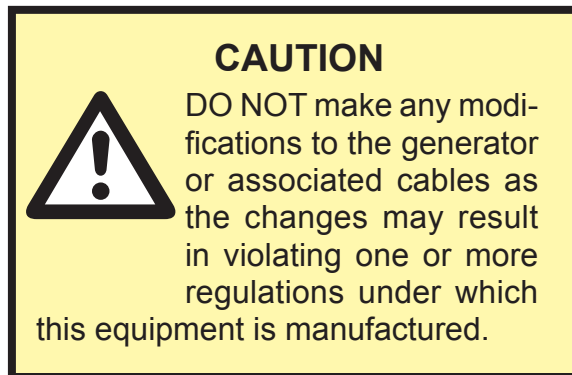 CAUTION
DO NOT make any modi-
fications to the generator
or associated cables as
the changes may result
in violating one or more
regulations under which
this equipment is manufactured.